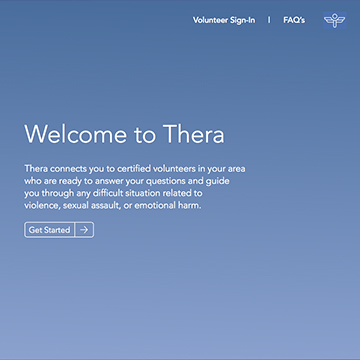 Volunteer Sign-In | FAQ's
Welcome to Thera
Thera connects you to certified volunteers in your area
who are ready to answer your questions and guide
you through any difficult situation related to
violence, sexual assault, or emotional harm.
Get Started →